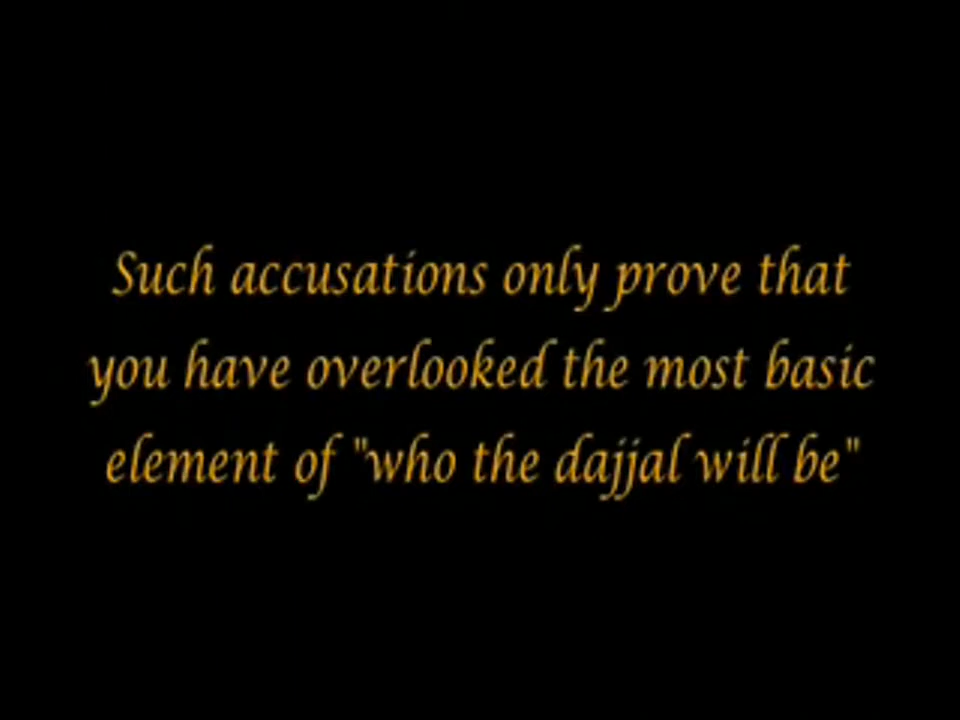 Such accusations only prove that
you have overlooked the most basic
element of "who the dajjal will be"